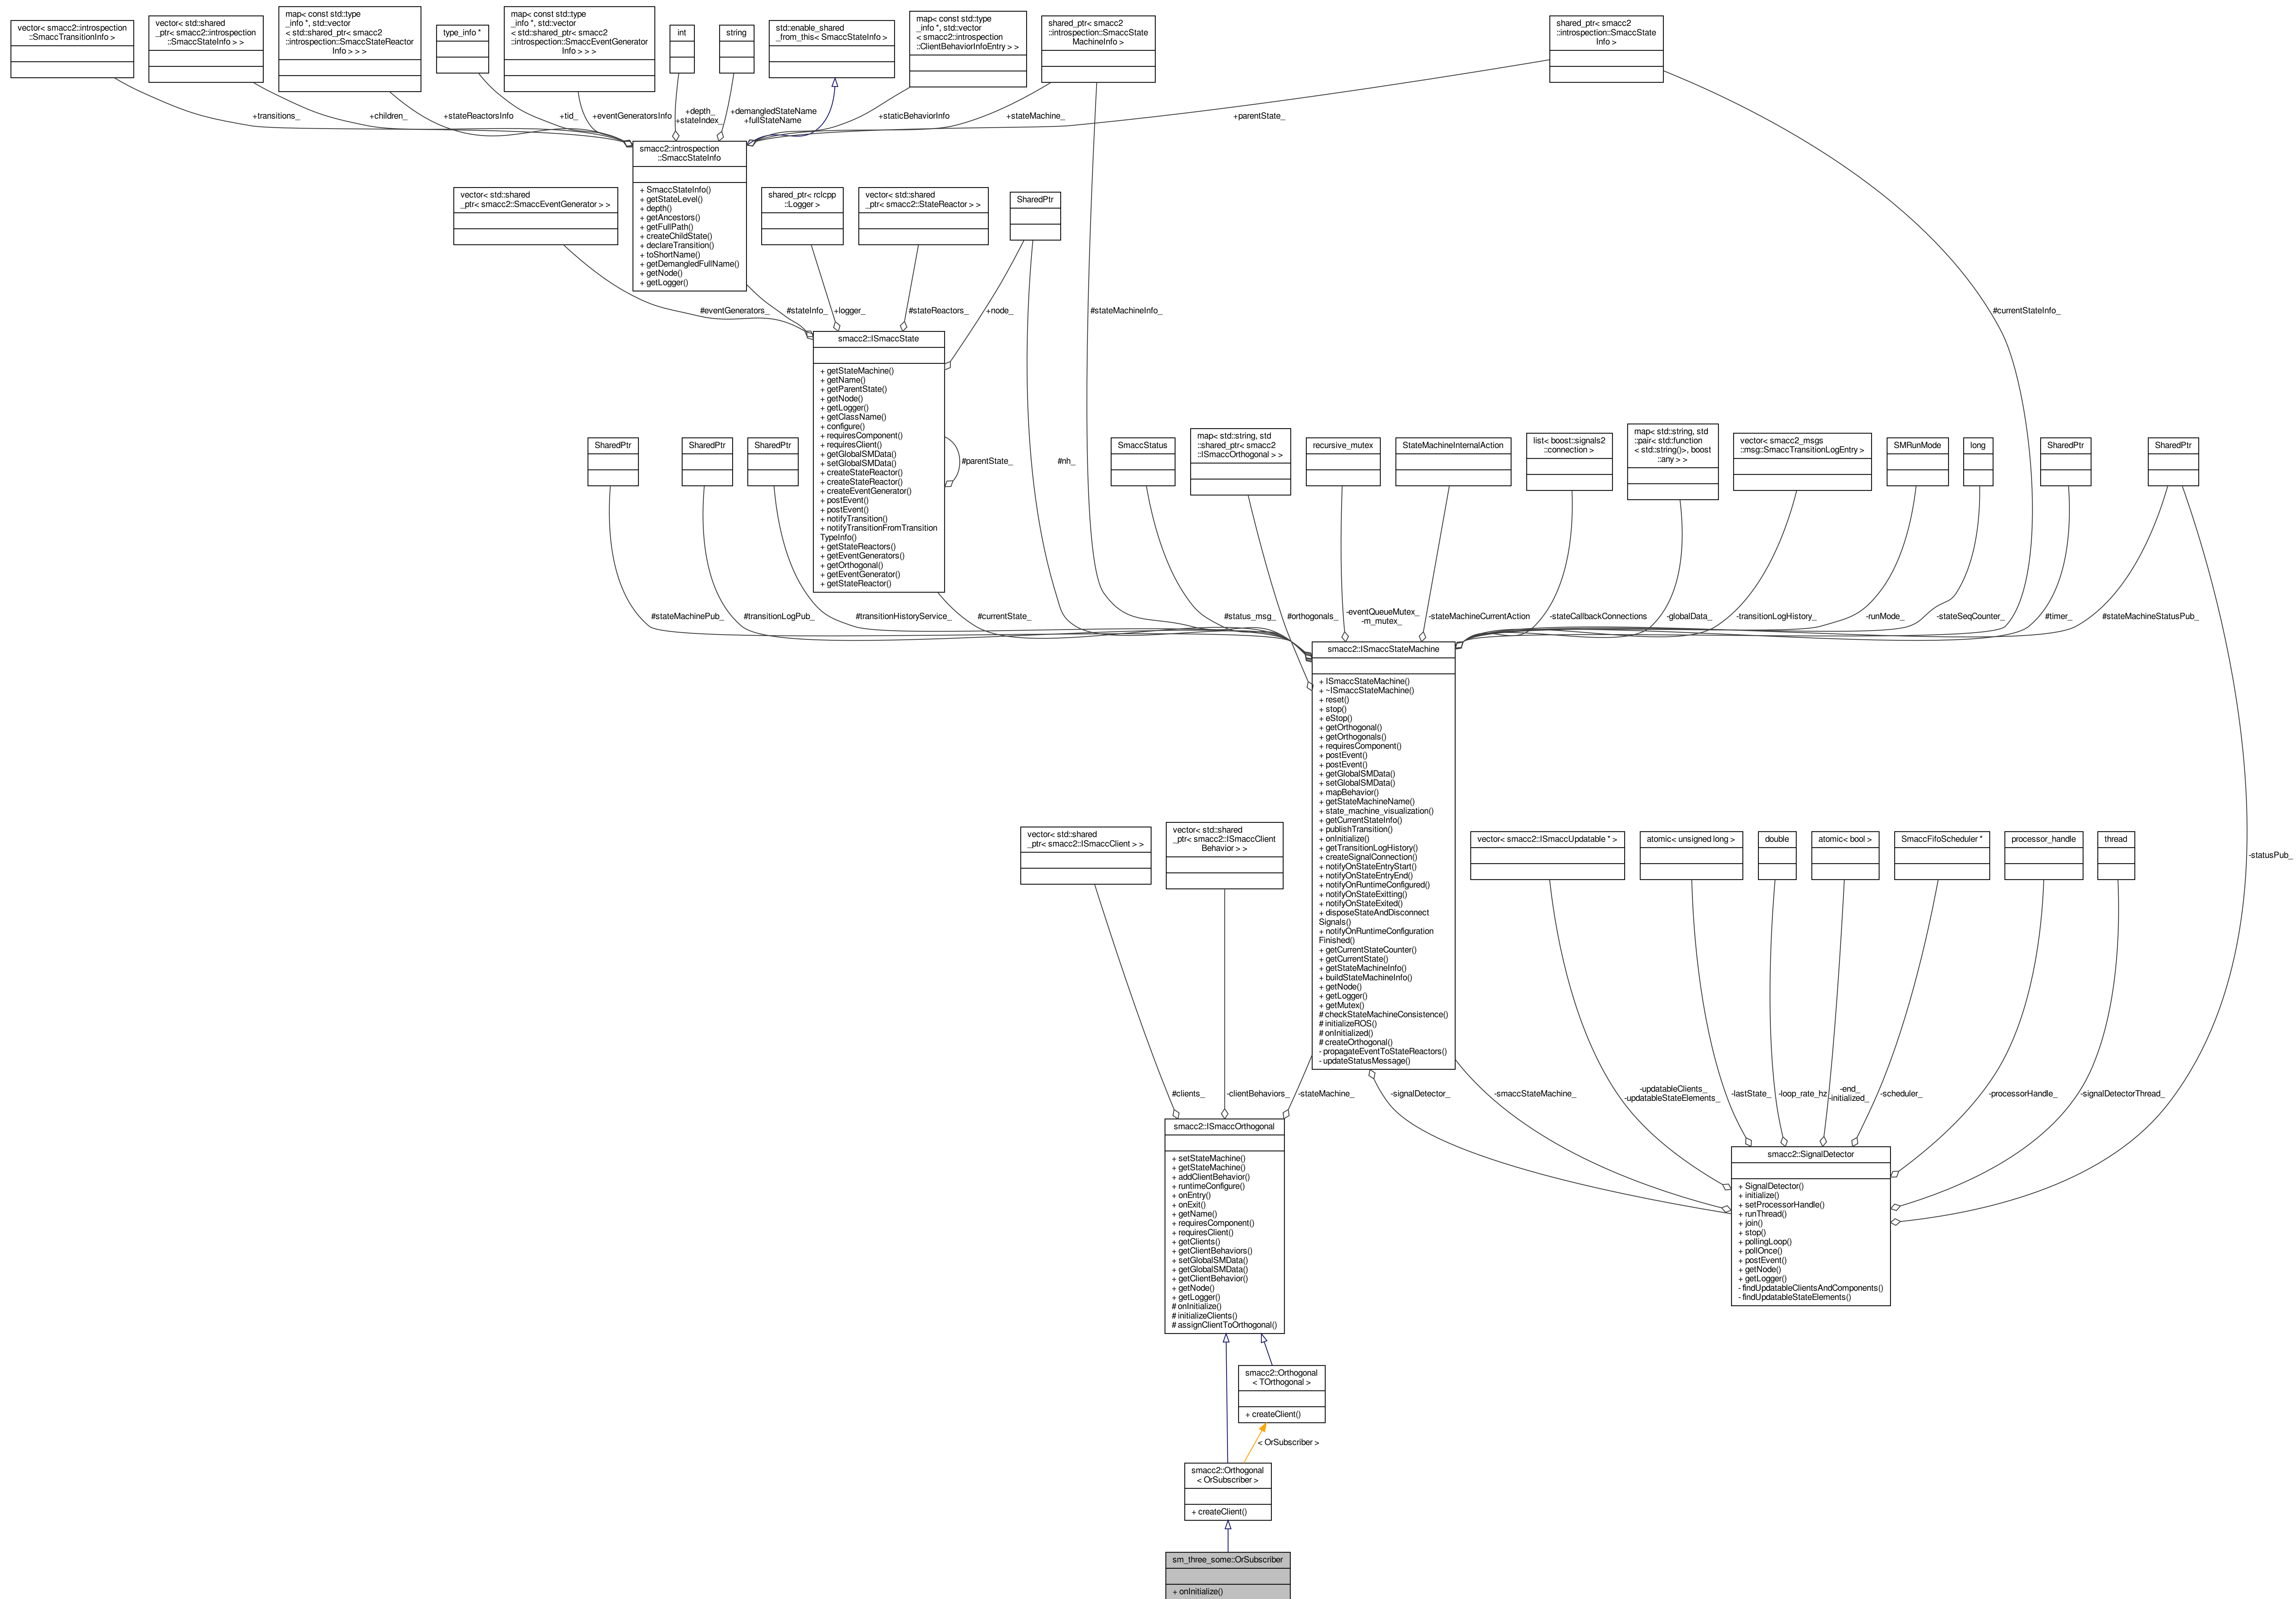 vector< smacc2::introspection
::SmaccTransitionInfo >
vector< std::shared
_ptr< smacc2::introspection
::SmaccStateInfo > >
map< const std::type
_info *, std::vector
< std::shared_ptr< smacc2
::introspection::SmaccStateReactor
Info > > >
type_info *
map< const std::type
_info *, std::vector
< std::shared_ptr< smacc2
::introspection::SmaccEventGenerator
Info > > >
int
string
std::enable_shared
_from_this< SmaccStateInfo >
map< const std::type
_info *, std::vector
< smacc2::introspection
::ClientBehaviorInfoEntry > >
shared_ptr< smacc2
::introspection::SmaccState
MachineInfo >
shared_ptr< smacc2
::introspection::SmaccState
Info >
+transitions_
+children_
+stateReactorsInfo
+tid_
+eventGeneratorsInfo
+depth_
+stateIndex_
+demangledStateName
+fullStateName
+staticBehaviorInfo
+stateMachine_
+parentState_
smacc2::introspection
::SmaccStateInfo
+ SmaccStateInfo()
+ getStateLevel()
+ depth()
+ getAncestors()
+ getFullPath()
+ createChildState()
+ declareTransition()
+ toShortName()
+ getDemangledFullName()
+ getNode()
+ getLogger()
vector< std::shared
_ptr< smacc2::SmaccEventGenerator > >
shared_ptr< rclcpp
::Logger >
vector< std::shared
_ptr< smacc2::StateReactor > >
SharedPtr
#eventGenerators_
#stateInfo_
+logger_
#stateReactors_
+node_
#stateMachineInfo_
#currentStateInfo_
smacc2::ISmaccState
+ getStateMachine()
+ getName()
+ getParentState()
+ getNode()
+ getLogger()
+ getClassName()
+ configure()
+ requiresComponent()
+ requiresClient()
+ getGlobalSMData()
+ setGlobalSMData()
+ createStateReactor()
+ createStateReactor()
+ createEventGenerator()
+ postEvent()
+ postEvent()
+ notifyTransition()
+ notifyTransitionFromTransition
TypeInfo()
+ getStateReactors()
+ getEventGenerators()
+ getOrthogonal()
+ getEventGenerator()
+ getStateReactor()
#parentState_
#nh_
SharedPtr
SharedPtr
SharedPtr
SmaccStatus
map< std::string, std
::shared_ptr< smacc2
::ISmaccOrthogonal > >
recursive_mutex
StateMachineInternalAction
list< boost::signals2
::connection >
map< std::string, std
::pair< std::function
< std::string()>, boost
::any > >
vector< smacc2_msgs
::msg::SmaccTransitionLogEntry >
SMRunMode
long
SharedPtr
SharedPtr
#stateMachinePub_
#transitionLogPub_
#transitionHistoryService_
#currentState_
#status_msg_
#orthogonals_
-eventQueueMutex_
-m_mutex_
-stateMachineCurrentAction
-stateCallbackConnections
-globalData_
-transitionLogHistory_
-runMode_
-stateSeqCounter_
#timer_
#stateMachineStatusPub_
smacc2::ISmaccStateMachine
+ ISmaccStateMachine()
+ ~ISmaccStateMachine()
+ reset()
+ stop()
+ eStop()
+ getOrthogonal()
+ getOrthogonals()
+ requiresComponent()
+ postEvent()
+ postEvent()
+ getGlobalSMData()
+ setGlobalSMData()
+ mapBehavior()
+ getStateMachineName()
+ state_machine_visualization()
+ getCurrentStateInfo()
+ publishTransition()
+ onInitialize()
+ getTransitionLogHistory()
+ createSignalConnection()
+ notifyOnStateEntryStart()
+ notifyOnStateEntryEnd()
+ notifyOnRuntimeConfigured()
+ notifyOnStateExitting()
+ notifyOnStateExited()
+ disposeStateAndDisconnect
Signals()
+ notifyOnRuntimeConfiguration
Finished()
+ getCurrentStateCounter()
+ getCurrentState()
+ getStateMachineInfo()
+ buildStateMachineInfo()
+ getNode()
+ getLogger()
+ getMutex()
# checkStateMachineConsistence()
# initializeROS()
# onInitialized()
# createOrthogonal()
- propagateEventToStateReactors()
- updateStatusMessage()
vector< std::shared
_ptr< smacc2::ISmaccClient > >
vector< std::shared
_ptr< smacc2::ISmaccClient
Behavior > >
vector< smacc2::ISmaccUpdatable * >
atomic< unsigned long >
double
atomic< bool >
SmaccFifoScheduler *
processor_handle
thread
-statusPub_
#clients_
-clientBehaviors_
-stateMachine_
-signalDetector_
-smaccStateMachine_
-updatableClients_
-updatableStateElements_
-lastState_
-loop_rate_hz
-end_
-initialized_
-scheduler_
-processorHandle_
-signalDetectorThread_
smacc2::ISmaccOrthogonal
+ setStateMachine()
+ getStateMachine()
+ addClientBehavior()
+ runtimeConfigure()
+ onEntry()
+ onExit()
+ getName()
+ requiresComponent()
+ requiresClient()
+ getClients()
+ getClientBehaviors()
+ setGlobalSMData()
+ getGlobalSMData()
+ getClientBehavior()
+ getNode()
+ getLogger()
# onInitialize()
# initializeClients()
# assignClientToOrthogonal()
smacc2::SignalDetector
+ SignalDetector()
+ initialize()
+ setProcessorHandle()
+ runThread()
+ join()
+ stop()
+ pollingLoop()
+ pollOnce()
+ postEvent()
+ getNode()
+ getLogger()
- findUpdatableClientsAndComponents()
- findUpdatableStateElements()
smacc2::Orthogonal
< TOrthogonal >
+ createClient()
< OrSubscriber >
smacc2::Orthogonal
< OrSubscriber >
+ createClient()
sm_three_some::OrSubscriber
+ onInitialize()